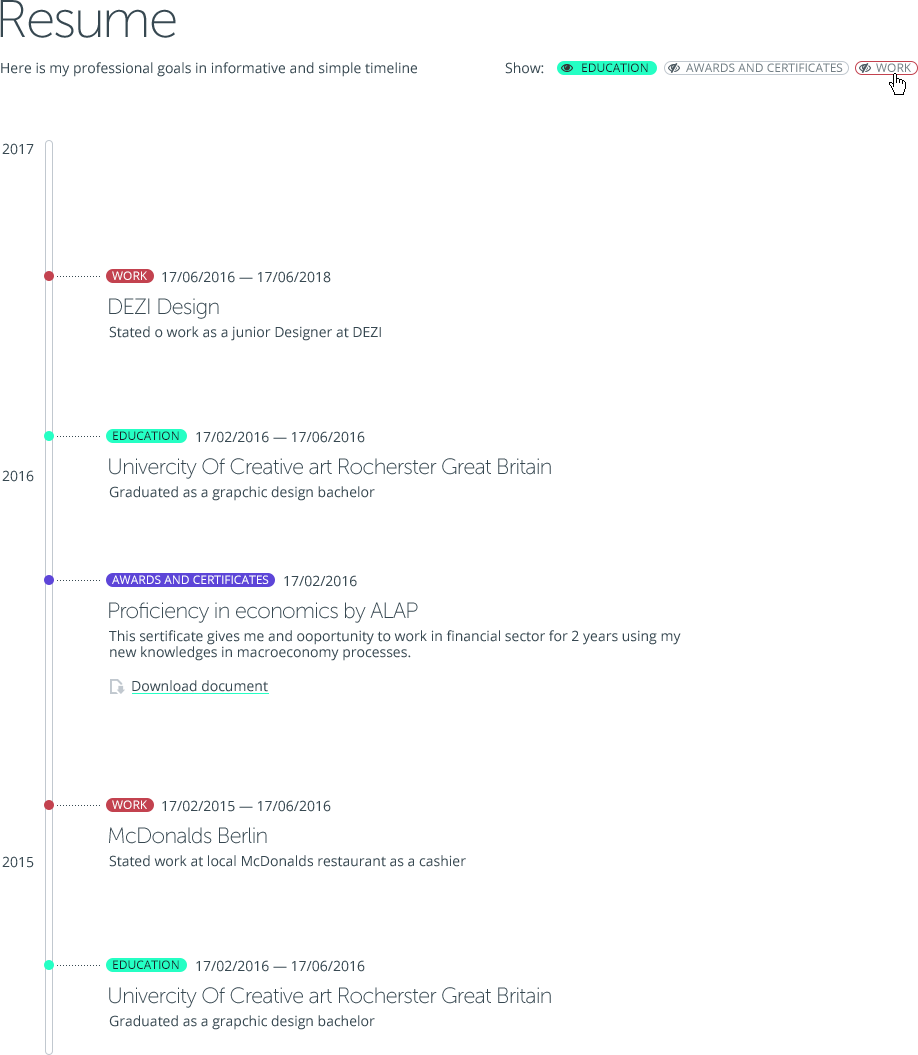 Resume
Here is my professional goals in informative and simple timeline
Show: EDUCATION AWARDS AND CERTIFICATES WORK
2017
WORK 17/06/2016 — 17/06/2018
DEZI Design
Stated o work as a junior Designer at DEZI
EDUCATION 17/02/2016 — 17/06/2016
Univercity Of Creative art Rocherster Great Britain
2016
Graduated as a grapchic design bachelor
AWARDS AND CERTIFICATES 17/02/2016
Proficiency in economics by ALAP
This sertificate gives me and ooportunity to work in financial sector for 2 years using my
new knowledges in macroeconomy processes.
Download document
WORK 17/02/2015 — 17/06/2016
McDonalds Berlin
2015
Stated work at local McDonalds restaurant as a cashier
EDUCATION 17/02/2016 — 17/06/2016
Univercity Of Creative art Rocherster Great Britain
Graduated as a grapchic design bachelor